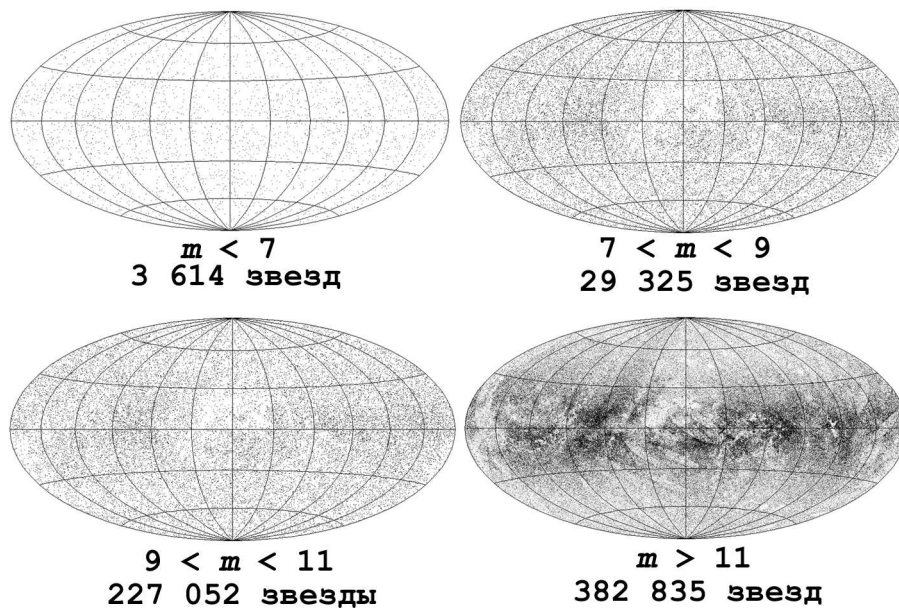 m < 7
3 614 звезд
7 < m < 9
29 325 звезд
9 < m < 11
227 052 звезды
m > 11
382 835 звезд